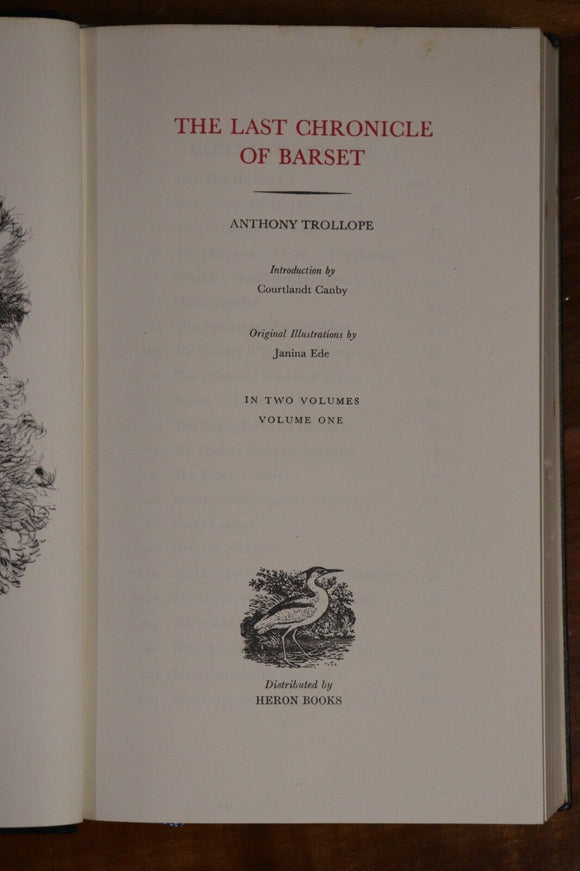 THE LAST CHRONICLE
OF BARSET
ANTHONY TROLLOPE
Introduction by
Courtlandt Canby
Original Illustrations by
Janina Ede
IN TWO VOLUMES
VOLUME ONE
Distributed by
HERON BOOKS